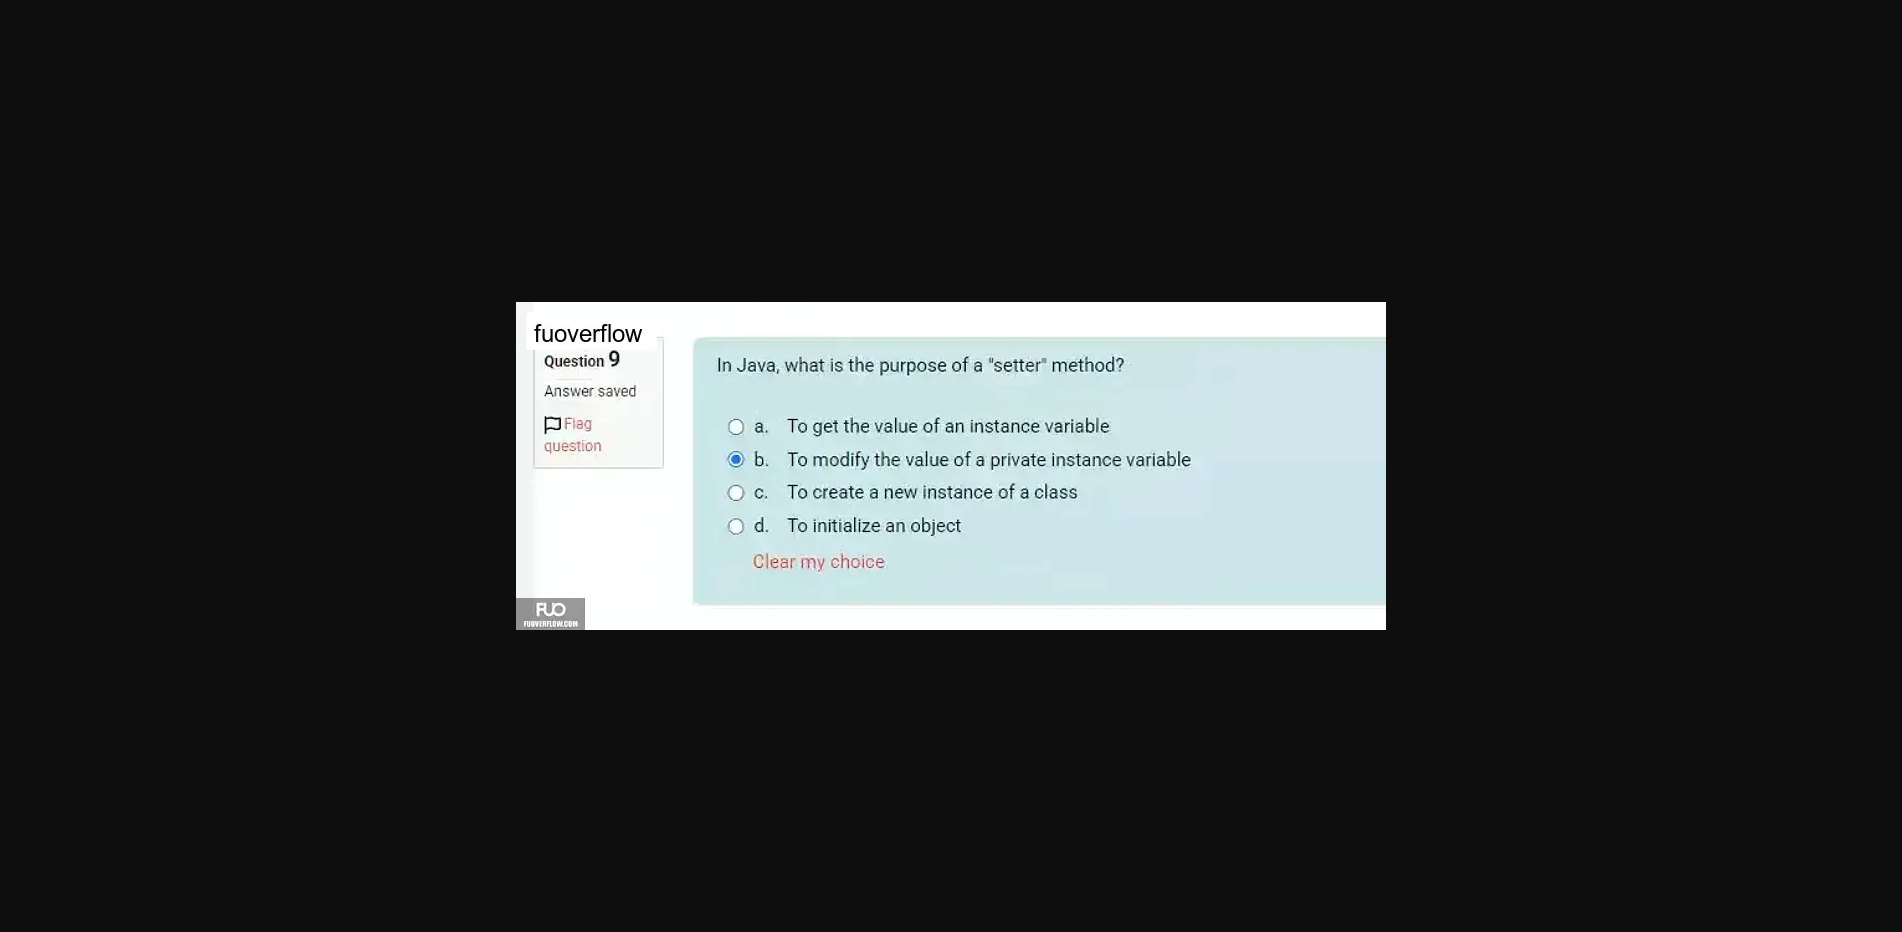 fuoverflow
Question 9
Answer saved
Flag
question
In Java, what is the purpose of a "setter" method?
a. To get the value of an instance variable
b. To modify the value of a private instance variable
c. To create a new instance of a class
d. To initialize an object
Clear my choice
FUO
FUOVERFLOW.COM